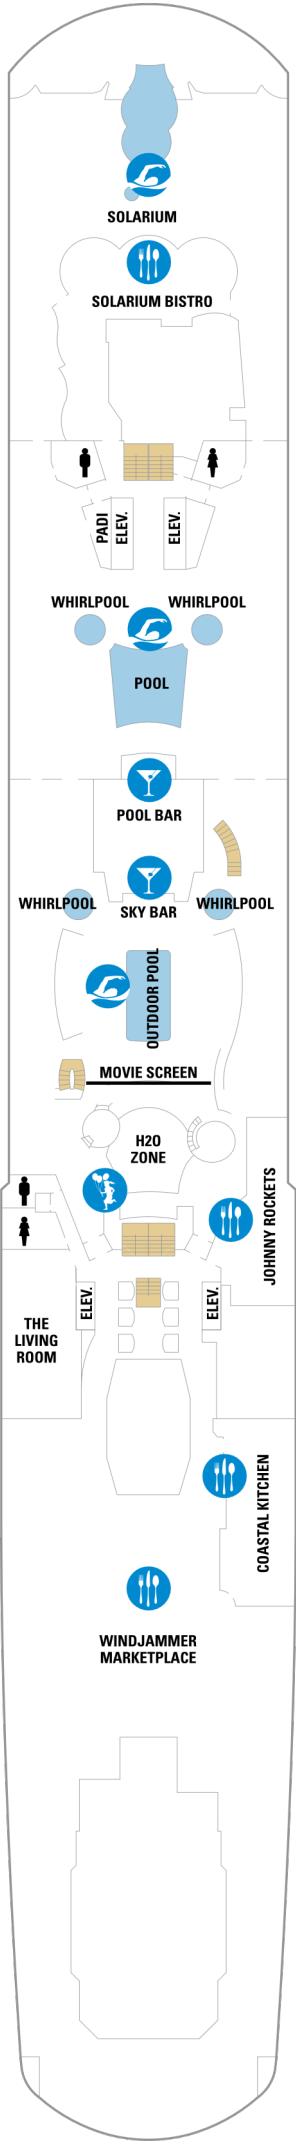 SOLARIUM
SOLARIUM BISTRO
PADI
ELEV.
ELEV.
WHIRLPOOL
WHIRLPOOL
POOL
POOL BAR
WHIRLPOOL
SKY BAR
WHIRLPOOL
OUTDOOR POOL
MOVIE SCREEN
H2O
ZONE
JOHNNY ROCKETS
ELEV.
ELEV.
THE
LIVING
ROOM
COASTAL KITCHEN
WINDJAMMER
MARKETPLACE